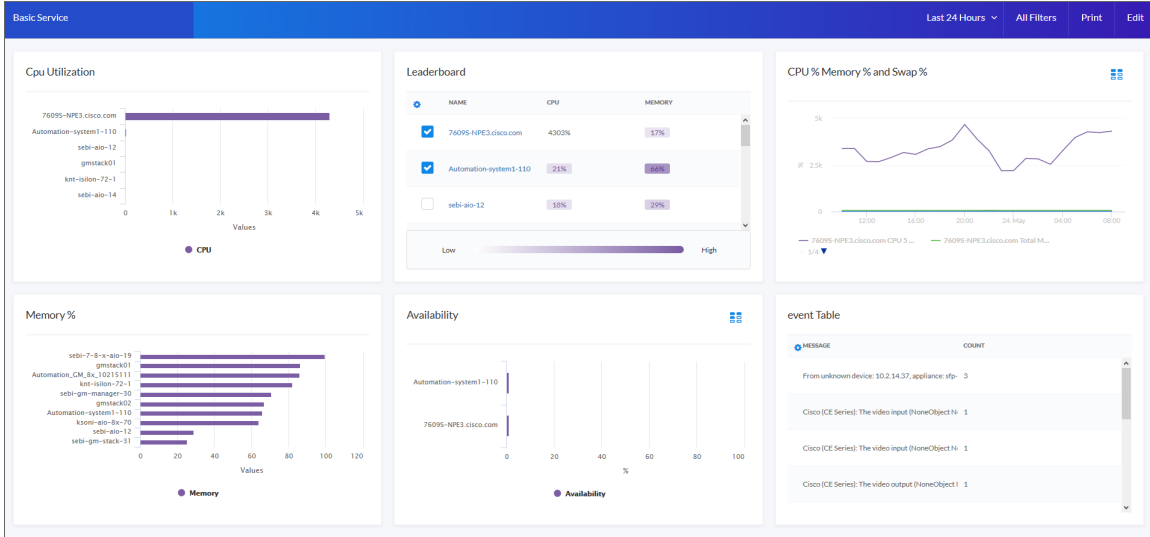 Basic Service
Last 24 Hours All Filters Print Edit
Cpu Utilization
7609S-NPE3.cisco.com
Automation-system1-110
sebi-aio-12
gmstack01
knt-isilon-72-1
sebi-aio-14
0 1k 2k 3k 4k 5k
Values
CPU
Leaderboard
NAME CPU MEMORY
7609S-NPE3.cisco.com 4303% 17%
Automation-system1-110 21% 66%
sebi-aio-12 18% 29%
Low High
CPU % Memory % and Swap %
5k
2.5k
0
%
12:00 16:00 20:00 24. May 04:00 08:00
7609S-NPE3.cisco.com CPU 5 ... 7609S-NPE3.cisco.com Total M...
1/4
Memory %
sebi-7-8-x-aio-19
gmstack01
Automation_GM_8x_10215111
knt-isilon-72-1
sebi-gm-manager-30
gmstack02
Automation-system1-110
ksoni-aio-8x-70
sebi-aio-12
sebi-gm-stack-31
0 20 40 60 80 100 120
Values
Memory
Availability
Automation-system1-110
7609S-NPE3.cisco.com
0 20 40 60 80 100
%
Availability
event Table
MESSAGE COUNT
From unknown device: 10.2.14.37, appliance: sfp- 3
Cisco (CE Series): The video input (NoneObject N 1
Cisco (CE Series): The video input (NoneObject N 1
Cisco (CE Series): The video output (NoneObject 1